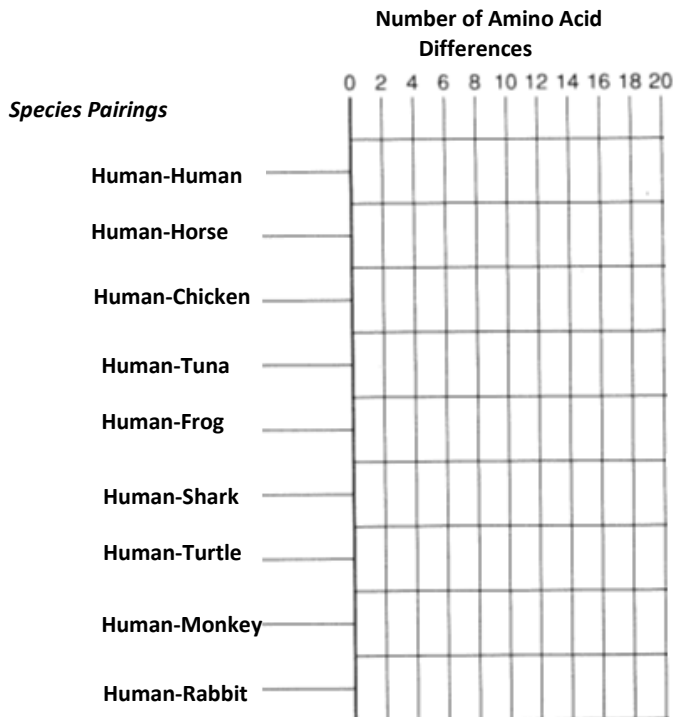 Number of Amino Acid
Differences
0 2 4 6 8 10 12 14 16 18 20
Species Pairings
Human-Human
Human-Horse
Human-Chicken
Human-Tuna
Human-Frog
Human-Shark
Human-Turtle
Human-Monkey
Human-Rabbit